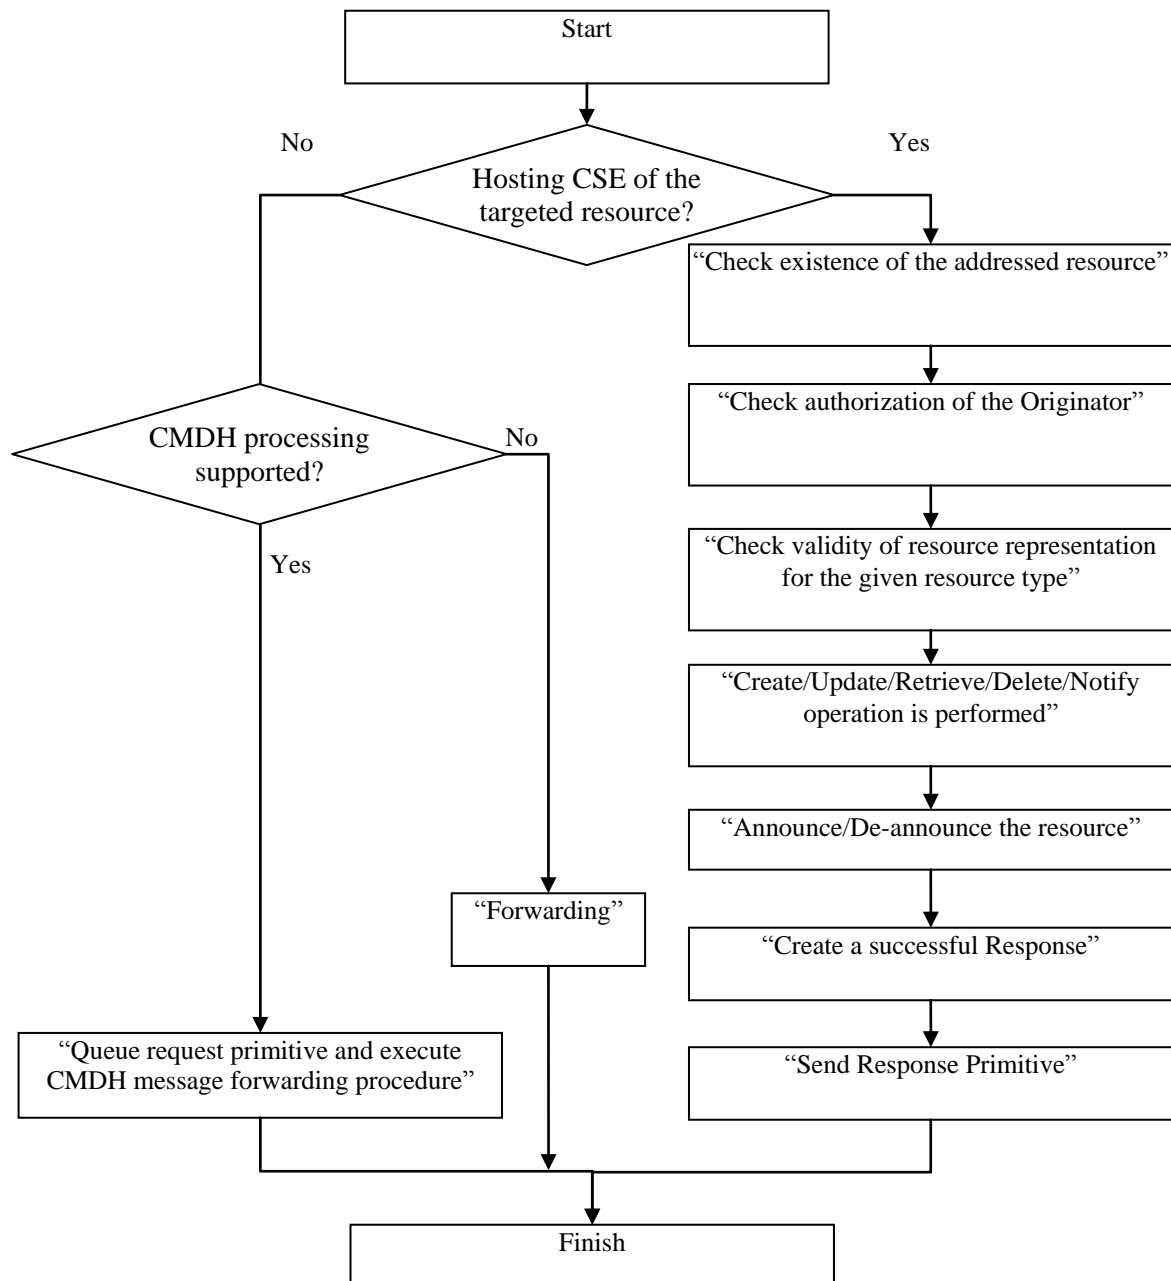 Start
No
Yes
Hosting CSE of the
targeted resource?
“Check existence of the addressed resource”
“Check authorization of the Originator”
CMDH processing
supported?
No
Yes
“Check validity of resource representation
for the given resource type”
“Create/Update/Retrieve/Delete/Notify
operation is performed”
“Announce/De-announce the resource”
“Forwarding”
“Create a successful Response”
“Queue request primitive and execute
CMDH message forwarding procedure”
“Send Response Primitive”
Finish